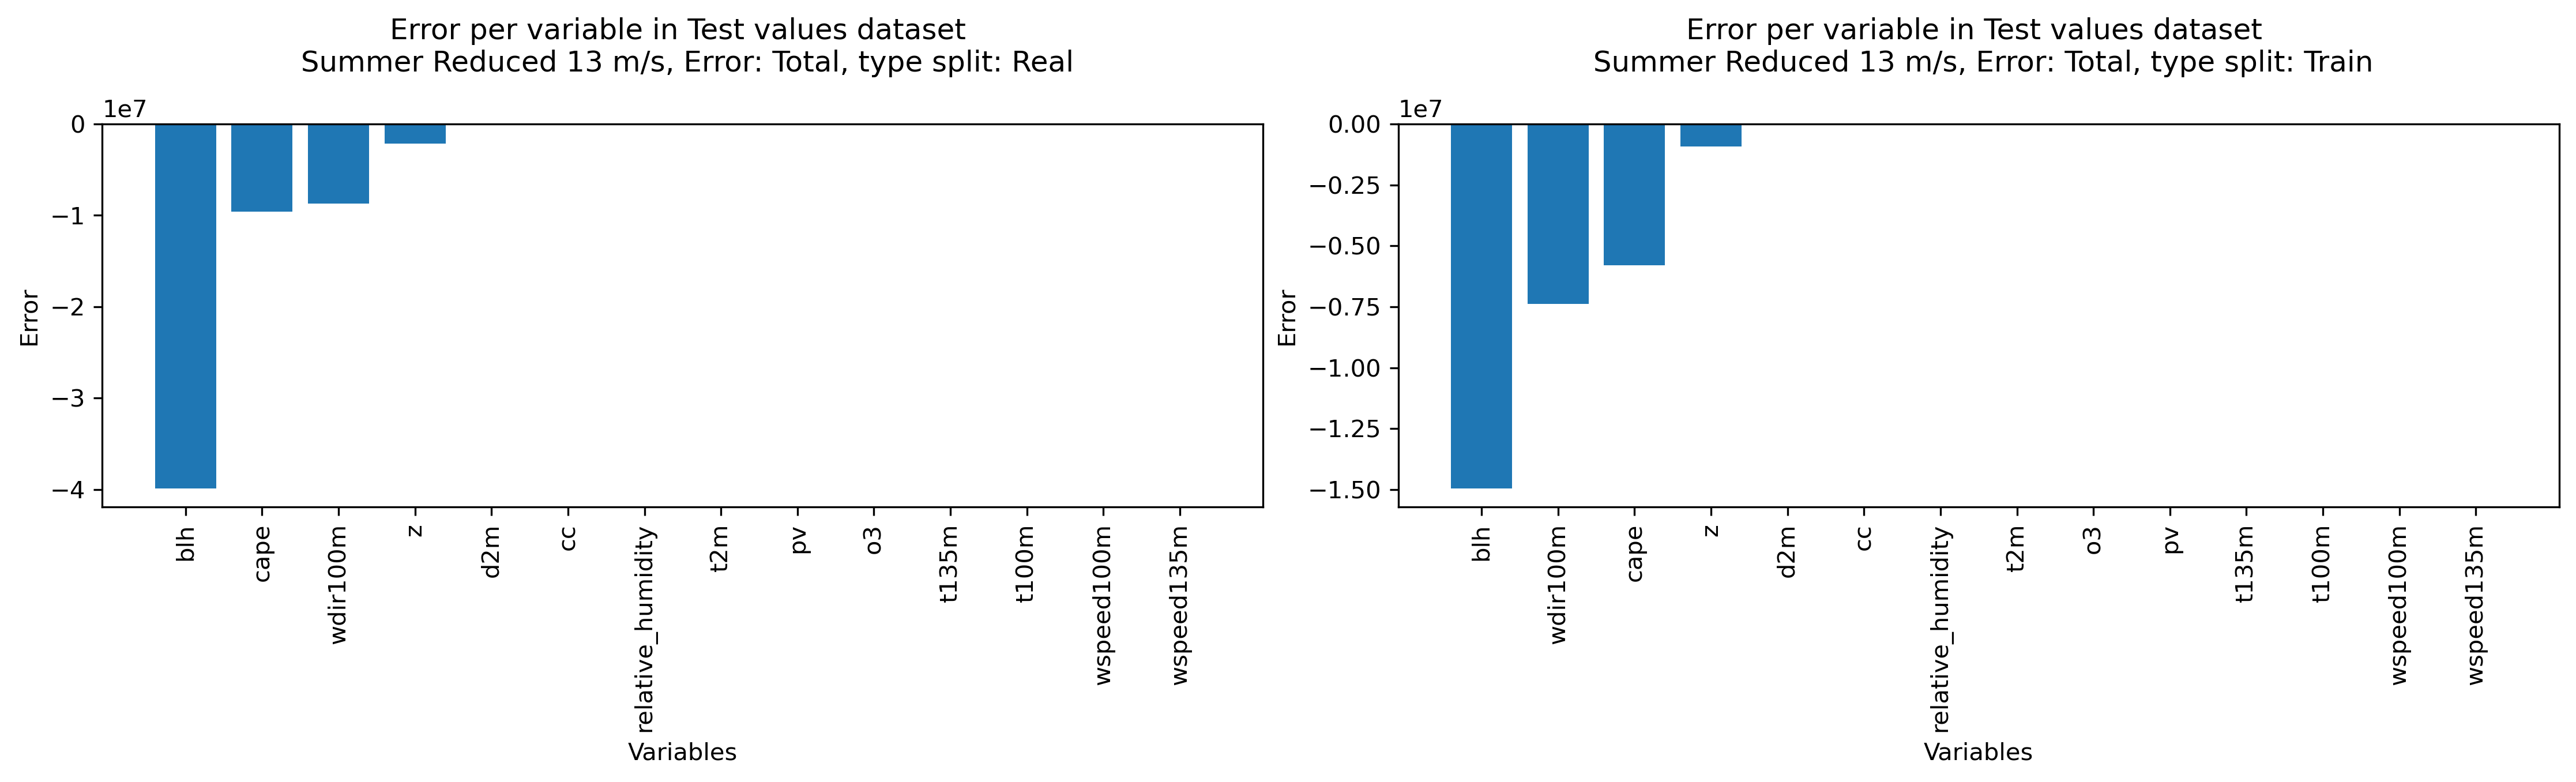 Error per variable in Test values dataset
Summer Reduced 13 m/s, Error: Total, type split: Real
1e7
0
−1
−2
−3
−4
Error
blh
cape
wdir100m
z
d2m
cc
relative_humidity
t2m
pv
o3
t135m
t100m
wspeed100m
wspeed135m
Variables
Error per variable in Test values dataset
Summer Reduced 13 m/s, Error: Total, type split: Train
1e7
0.00
−0.25
−0.50
−0.75
−1.00
−1.25
−1.50
Error
blh
wdir100m
cape
z
d2m
cc
relative_humidity
t2m
o3
pv
t135m
t100m
wspeed100m
wspeed135m
Variables